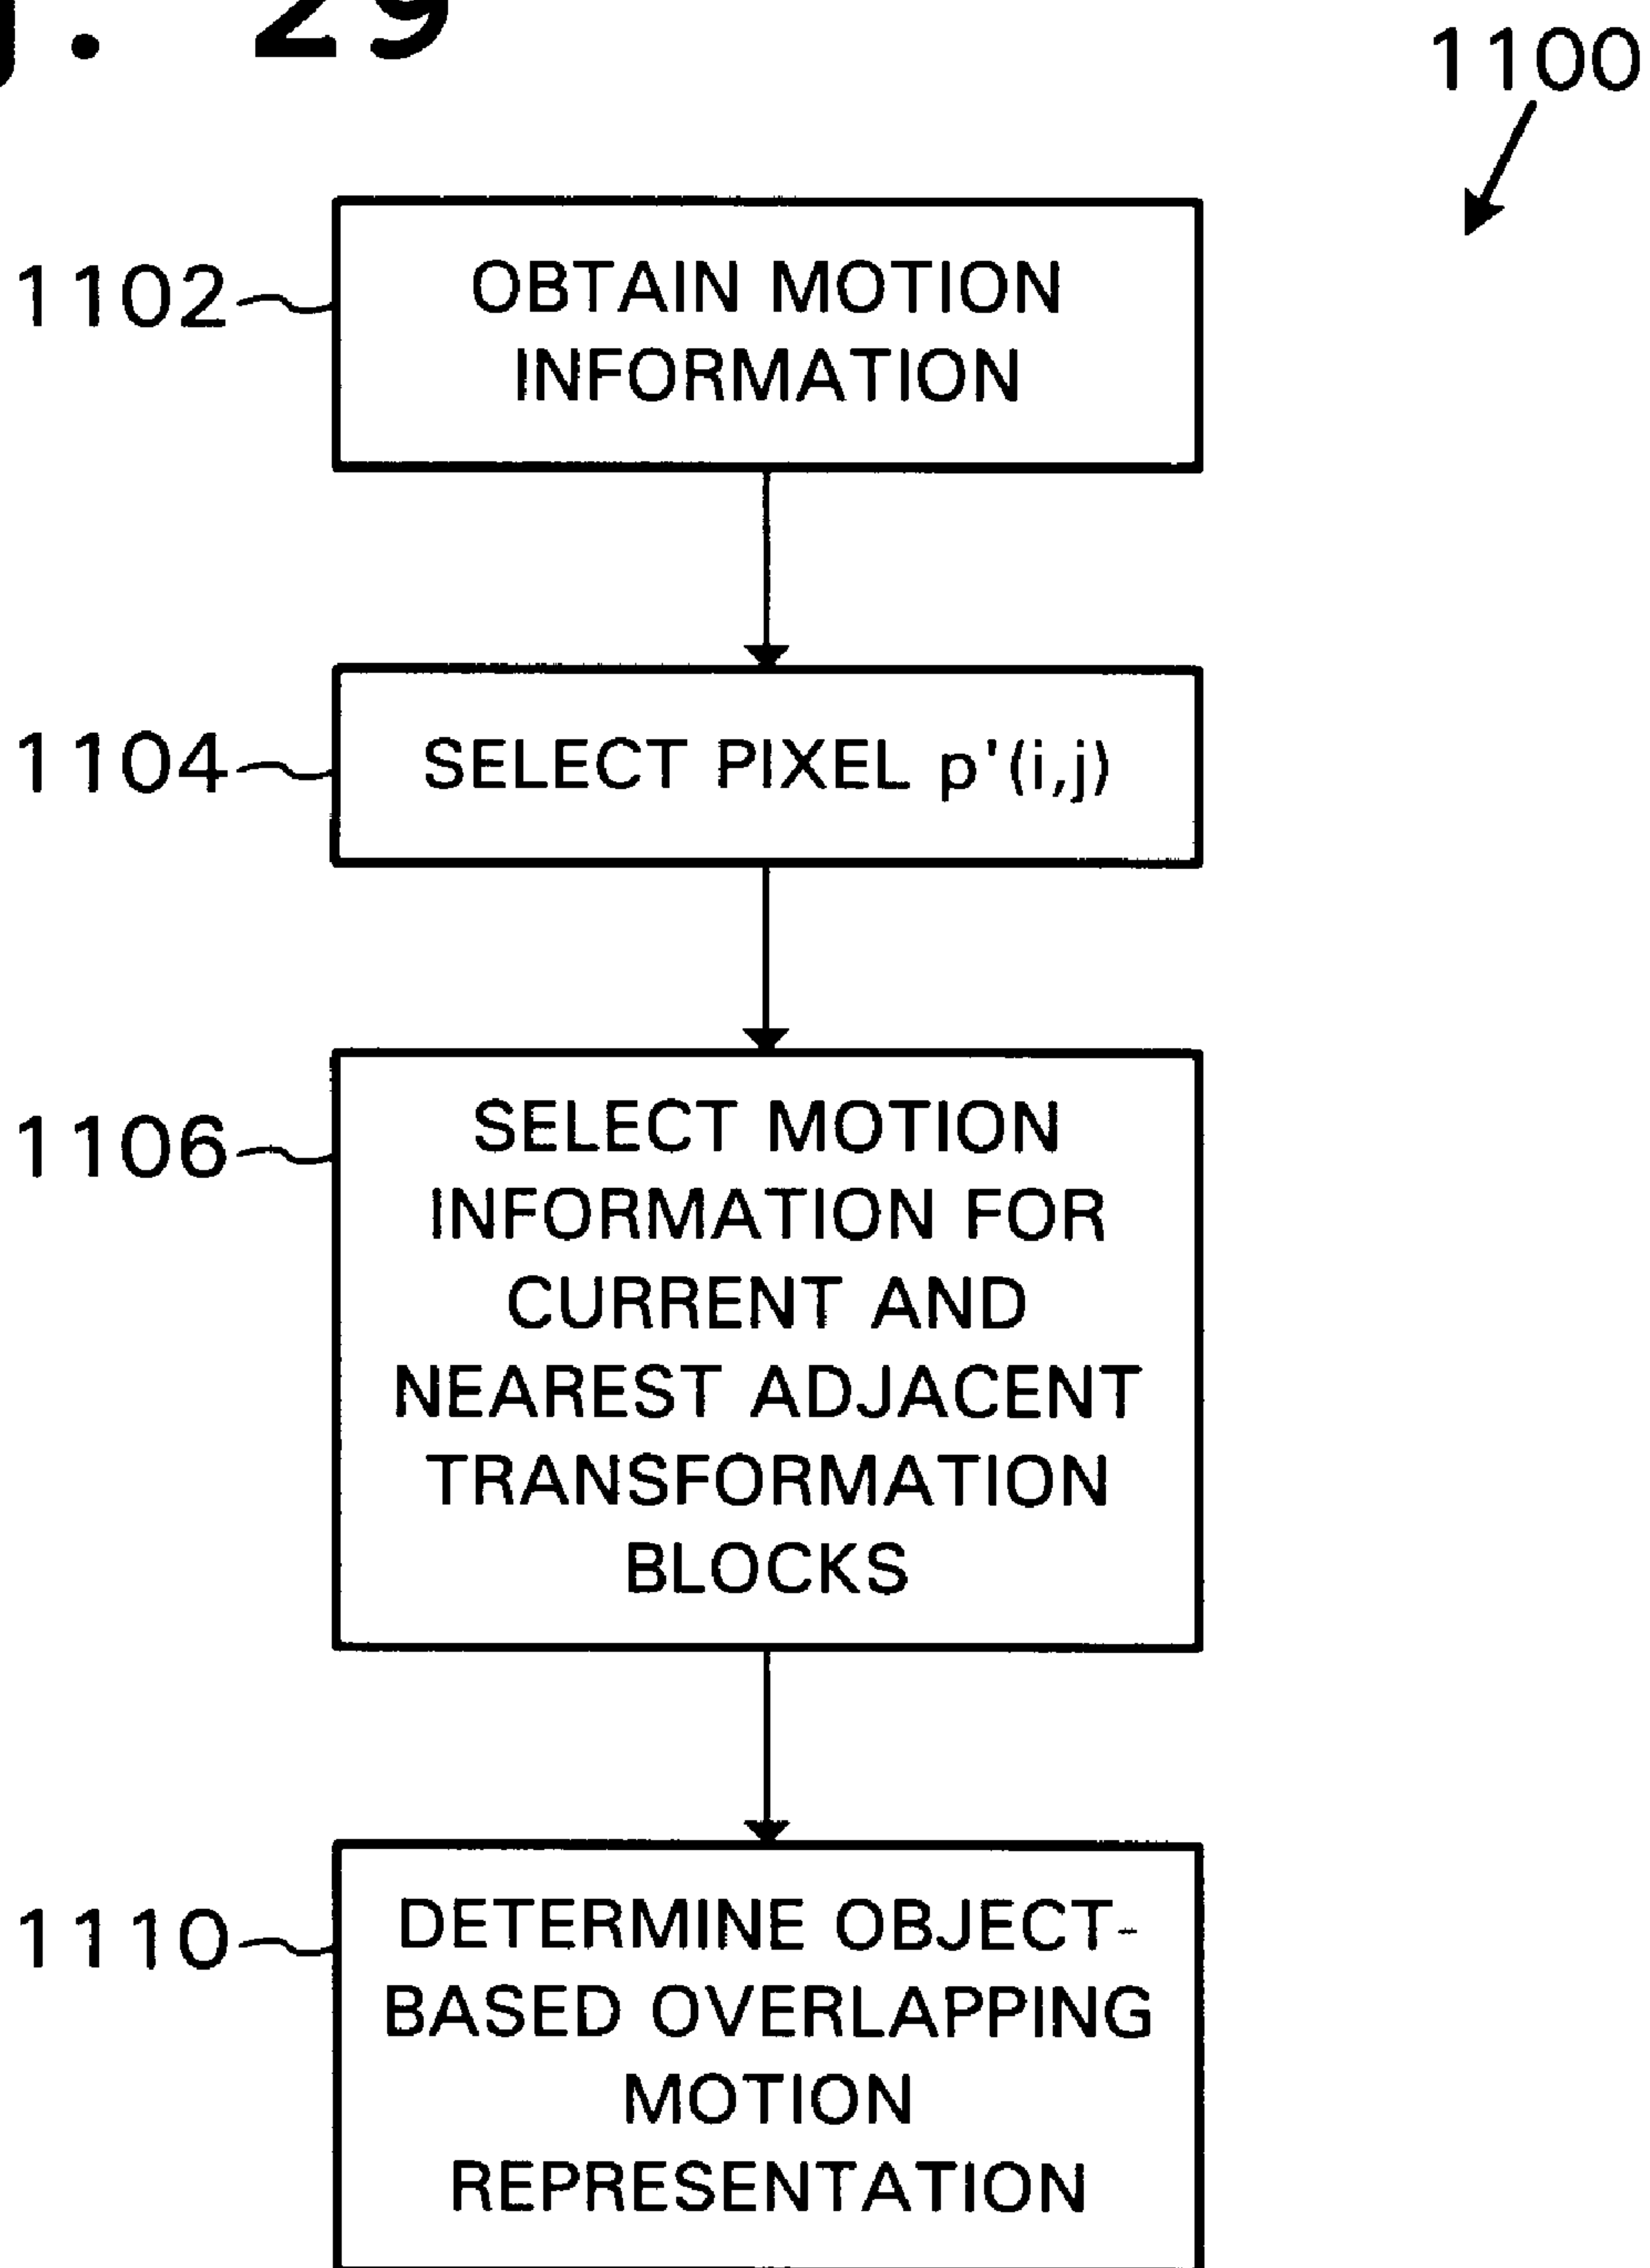 . 29
1100
1102
OBTAIN MOTION
INFORMATION
1104
SELECT PIXEL p'(i,j)
1106
SELECT MOTION
INFORMATION FOR
CURRENT AND
NEAREST ADJACENT
TRANSFORMATION
BLOCKS
1110
DETERMINE OBJECT-
BASED OVERLAPPING
MOTION
REPRESENTATION